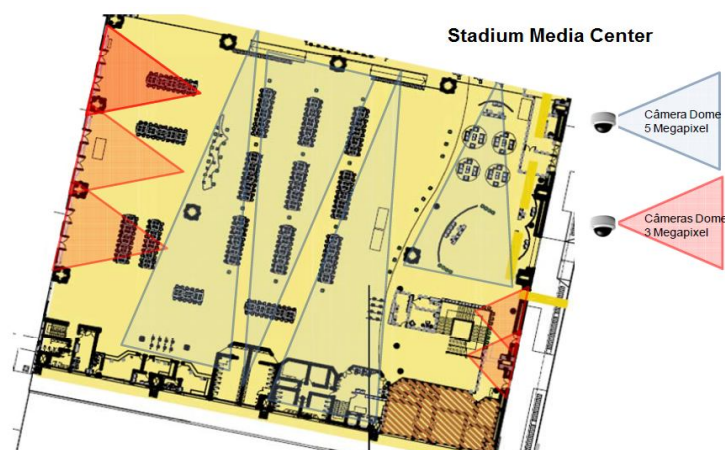 Stadium Media Center
Câmera Dome
5 Megapixel
Câmeras Dome
3 Megapixel